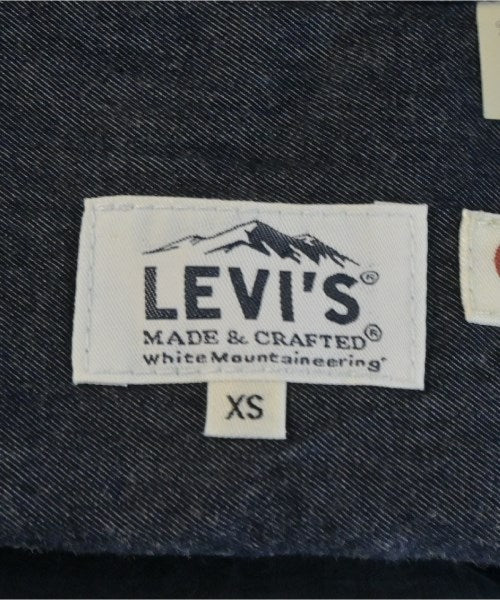 LEVI'S®
MADE & CRAFTED®
White Mountaineering
XS